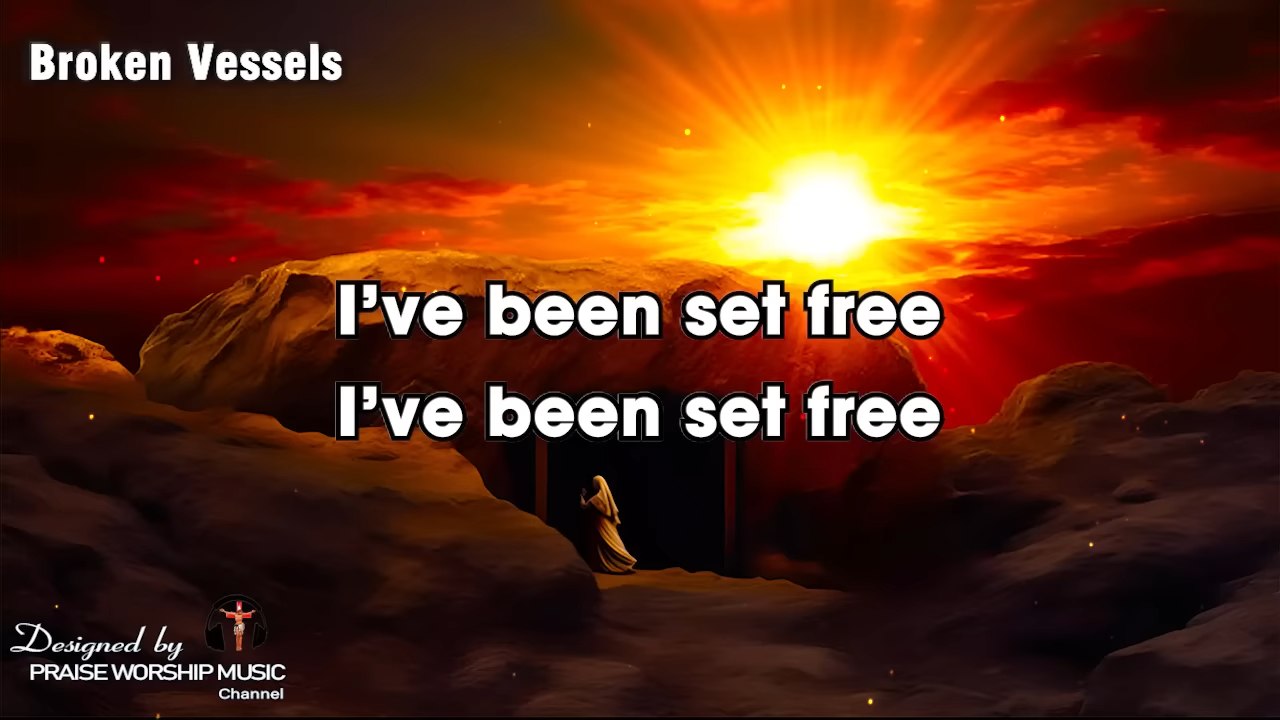 Broken Vessels
I've been set free
I've been set free
Designed by
PRAISE WORSHIP MUSIC
Channel